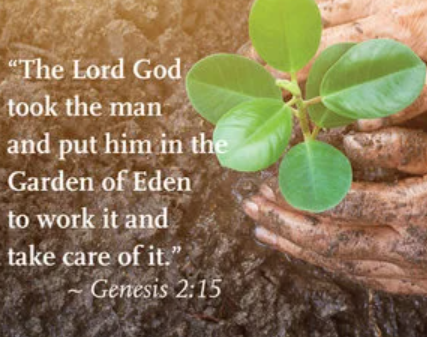 “The Lord God
took the man
and put him in the
Garden of Eden
to work it and
take care of it.”
~ Genesis 2:15